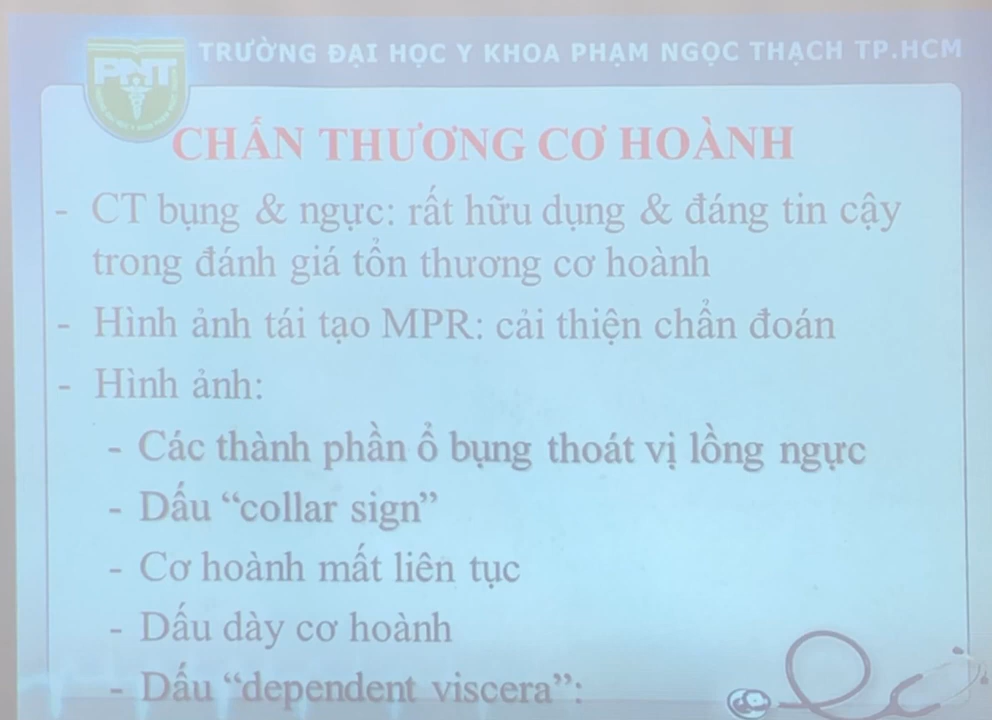 PNT
TRƯỜNG ĐẠI HỌC Y KHOA PHẠM NGỌC THẠCH TP.HCM
CHẤN THƯƠNG CƠ HOÀNH
- CT bụng & ngực: rất hữu dụng & đáng tin cậy
trong đánh giá tổn thương cơ hoành
- Hình ảnh tái tạo MPR: cải thiện chẩn đoán
- Hình ảnh:
- Các thành phần ổ bụng thoát vị lồng ngực
- Dấu “collar sign”
- Cơ hoành mất liên tục
- Dấu dày cơ hoành
- Dấu “dependent viscera”: